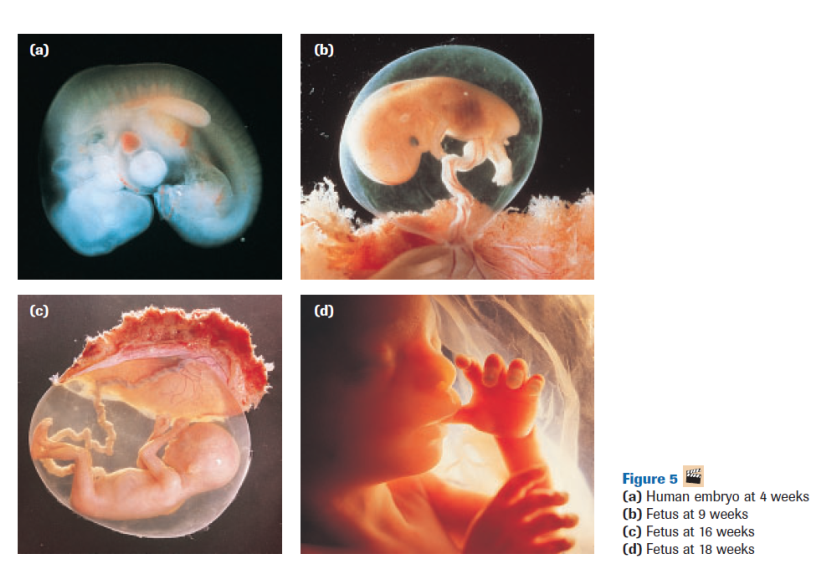 (a)
(b)
(c)
(d)
Figure 5
(a) Human embryo at 4 weeks
(b) Fetus at 9 weeks
(c) Fetus at 16 weeks
(d) Fetus at 18 weeks